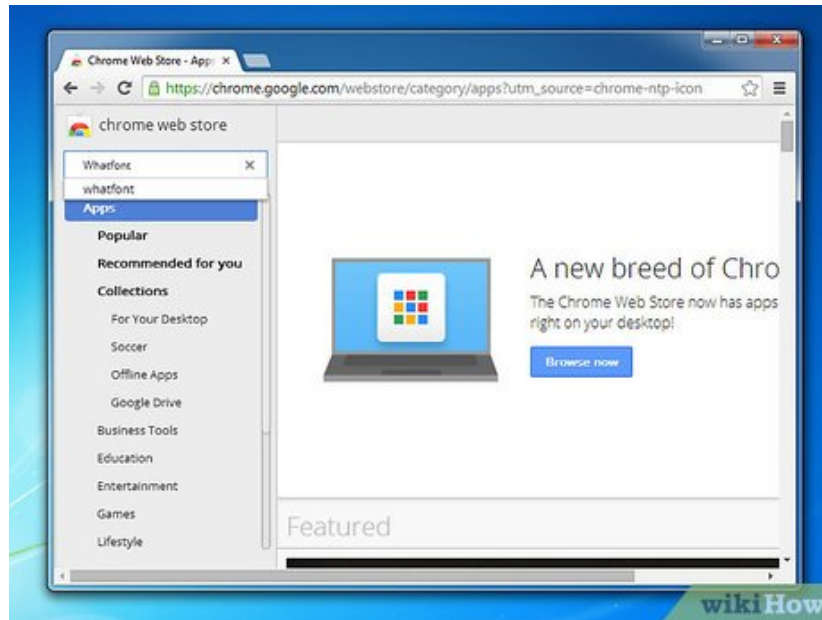 Chrome Web Store - App
https://chrome.google.com/webstore/category/apps?utm_source=chrome-ntp-icon
chrome web store
Whatfont
whatfont
Apps
Popular
Recommended for you
Collections
For Your Desktop
Soccer
Offline Apps
Google Drive
Business Tools
Education
Entertainment
Games
Lifestyle
A new breed of Chro
The Chrome Web Store now has apps
right on your desktop!
Browse now
Featured
wikiHow